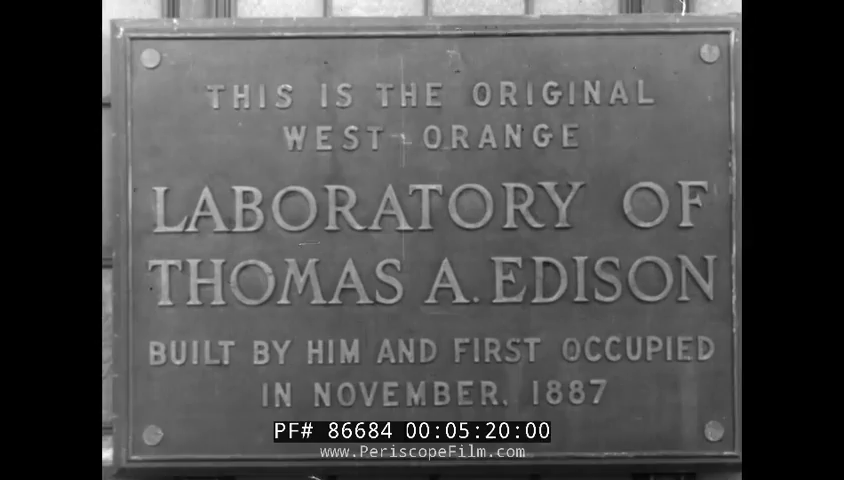 THIS IS THE ORIGINAL
WEST ORANGE
LABORATORY OF
THOMAS A. EDISON
BUILT BY HIM AND FIRST OCCUPIED
IN NOVEMBER, 1887
PF# 86684 00:05:20:00
www.PeriscopeFilm.com